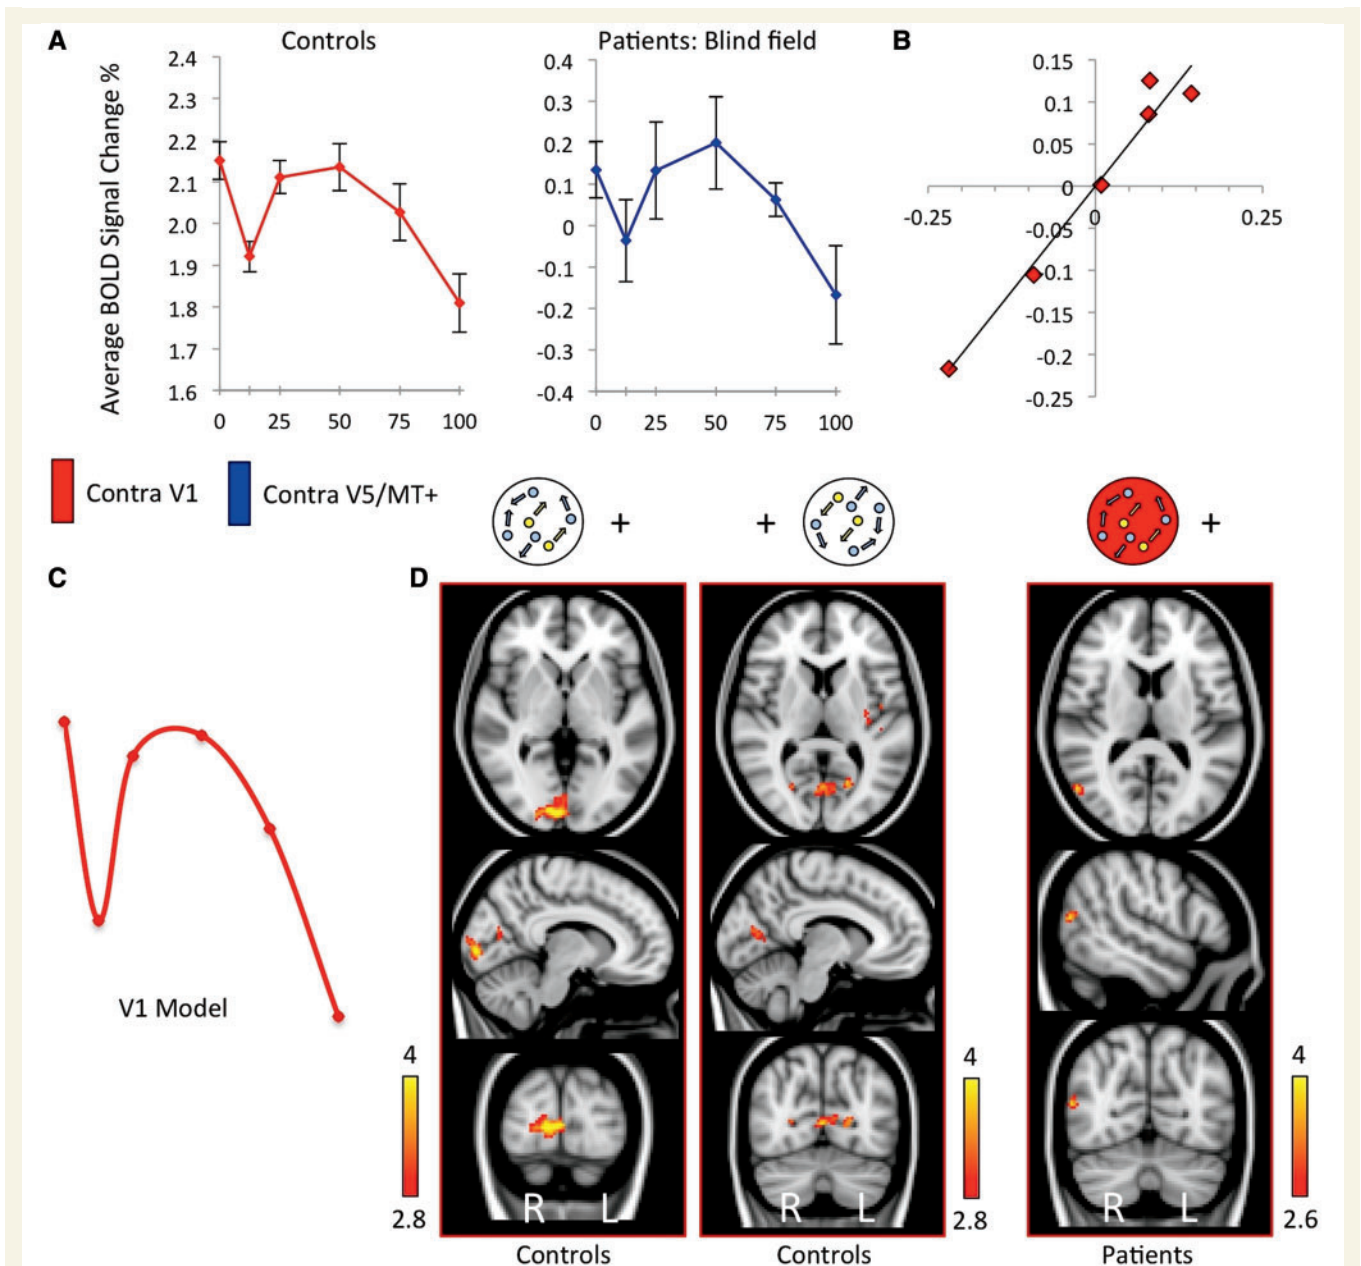 A
Controls
Average BOLD Signal Change %
2.4
2.3
2.2
2.1
2.0
1.9
1.8
1.7
1.6
0 25 50 75 100
Patients: Blind field
0.4
0.3
0.2
0.1
0
-0.1
-0.2
-0.3
-0.4
0 25 50 75 100
B
0.15
0.1
0.05
0
-0.25 0 0.25
-0.05
-0.1
-0.15
-0.2
-0.25
Contra V1
Contra V5/MT+
+
+
+
C
V1 Model
D
4
2.8
R L
Controls
R L
Controls
4
2.8
R L
Patients
4
2.6